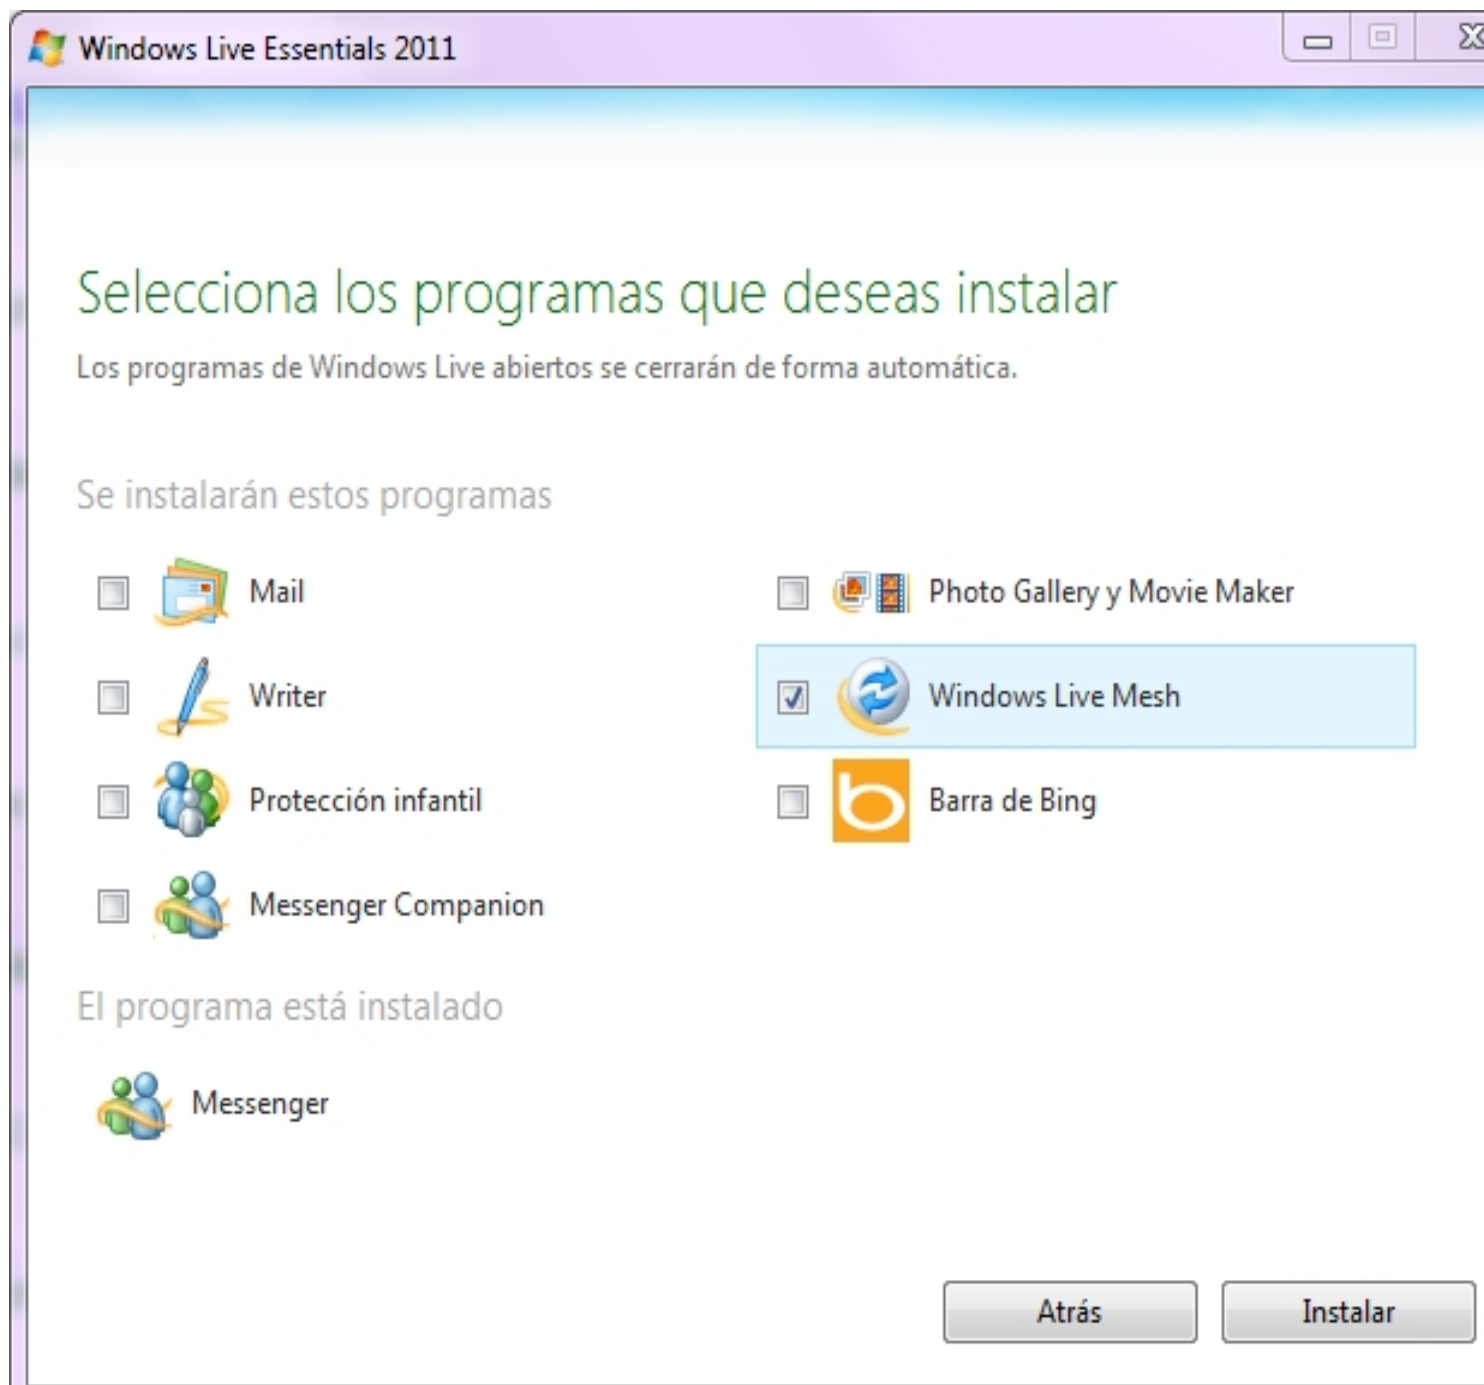 Windows Live Essentials 2011
Selecciona los programas que deseas instalar
Los programas de Windows Live abiertos se cerrarán de forma automática.
Se instalarán estos programas
Mail
Photo Gallery y Movie Maker
Writer
Windows Live Mesh
Protección infantil
Barra de Bing
Messenger Companion
El programa está instalado
Messenger
Atrás
Instalar